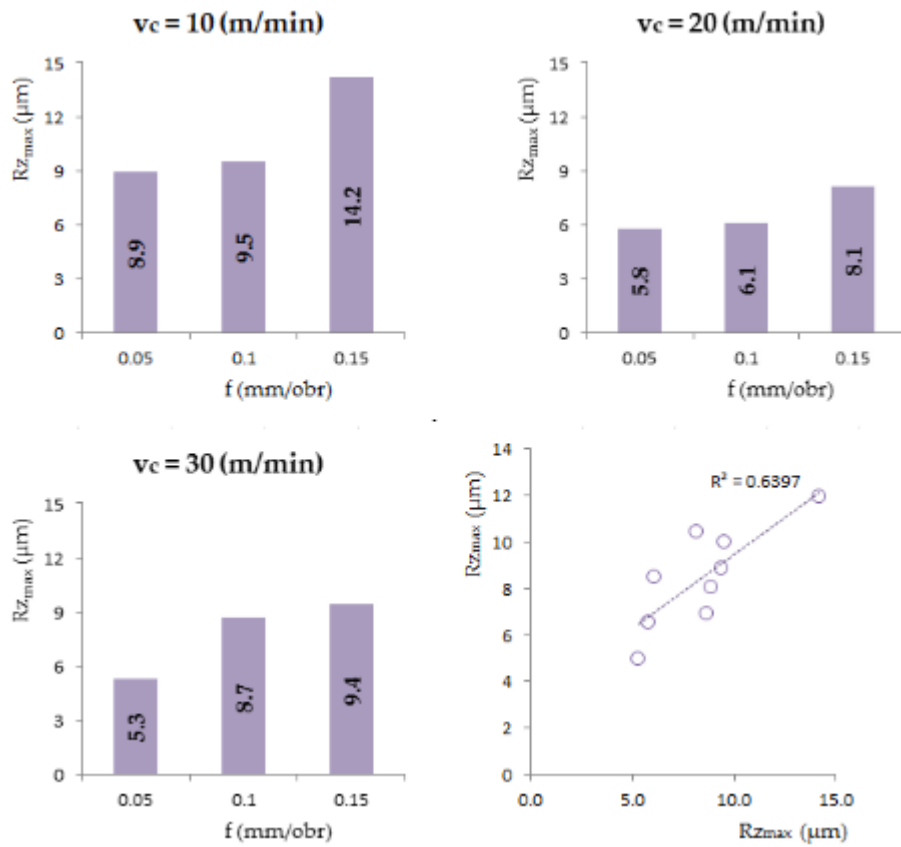 vc = 10 (m/min)
Rzmax (µm)
15
12
9
6
3
0
8.9
9.5
14.2
0.05 0.1 0.15
f (mm/obr)
vc = 20 (m/min)
Rzmax (µm)
15
12
9
6
3
0
5.8
6.1
8.1
0.05 0.1 0.15
f (mm/obr)
vc = 30 (m/min)
Rzmax (µm)
15
12
9
6
3
0
5.3
8.7
9.4
0.05 0.1 0.15
f (mm/obr)
Rzmax (µm)
14
12
10
8
6
4
2
0
R² = 0.6397
0.0 5.0 10.0 15.0
Rzmax (µm)